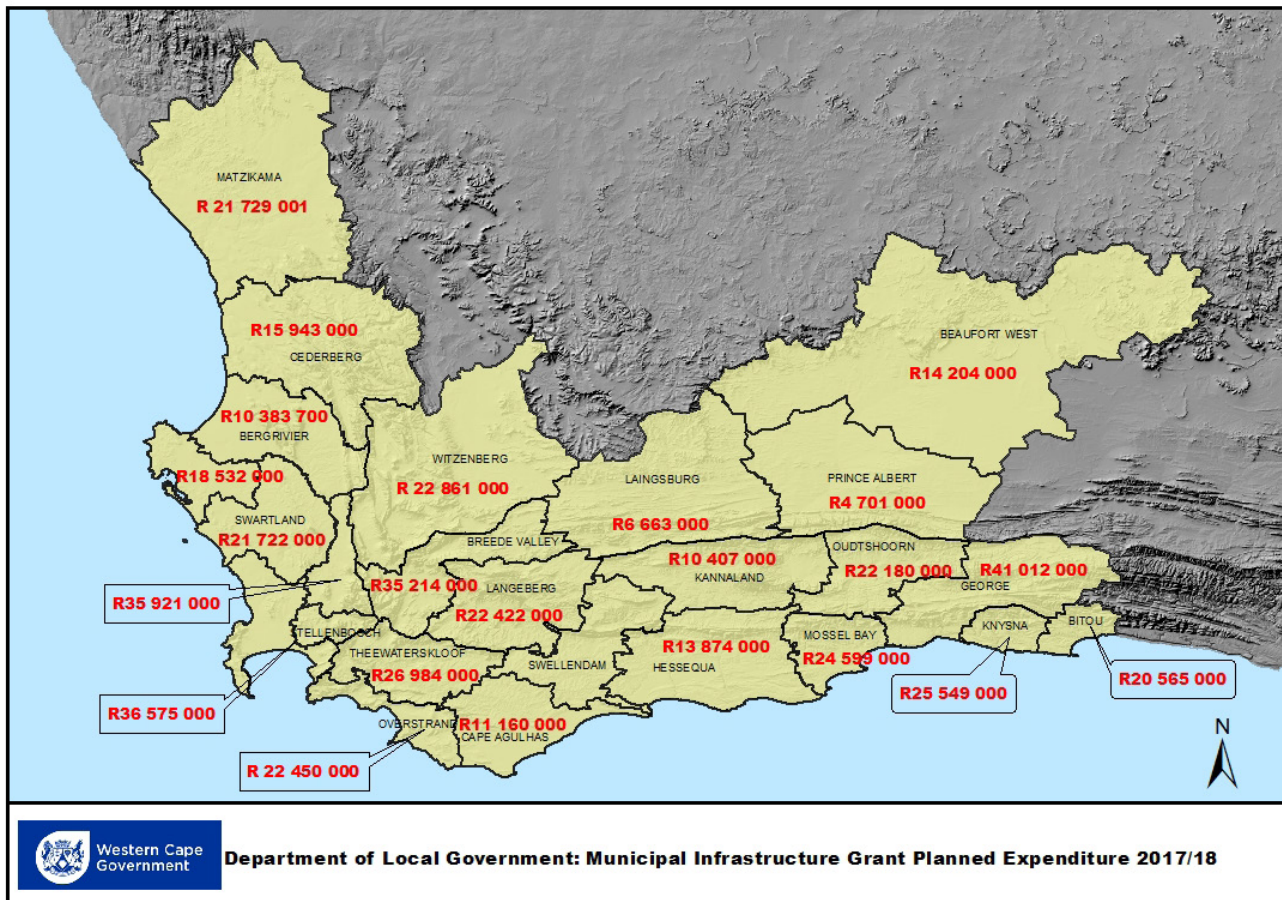 MATZIKAMA
R 21 729 001
R15 943 000
CEDERBERG
BEAUFORT WEST
R14 204 000
R10 383 700
BERGRIVIER
WITZENBERG
R 22 861 000
LAINGSBURG
R6 663 000
PRINCE ALBERT
R4 701 000
R18 532 000
SWARTLAND
R21 722 000
BREEDE VALLEY
R35 214 000
R10 407 000
KANNALAND
OUDTSHOORN
R22 180 000
R41 012 000
GEORGE
R35 921 000
LANGEBERG
R22 422 000
STELLENBOSCH
THEEWATERSKLOOF
R26 984 000
SWELLENDAM
R13 874 000
HESSEQUA
MOSSEL BAY
R24 599 000
KNYSNA
BITOU
R25 549 000
R20 565 000
R36 575 000
OVERSTRAND
R11 160 000
CAPE AGULHAS
R 22 450 000
N
Western Cape
Government
Department of Local Government: Municipal Infrastructure Grant Planned Expenditure 2017/18